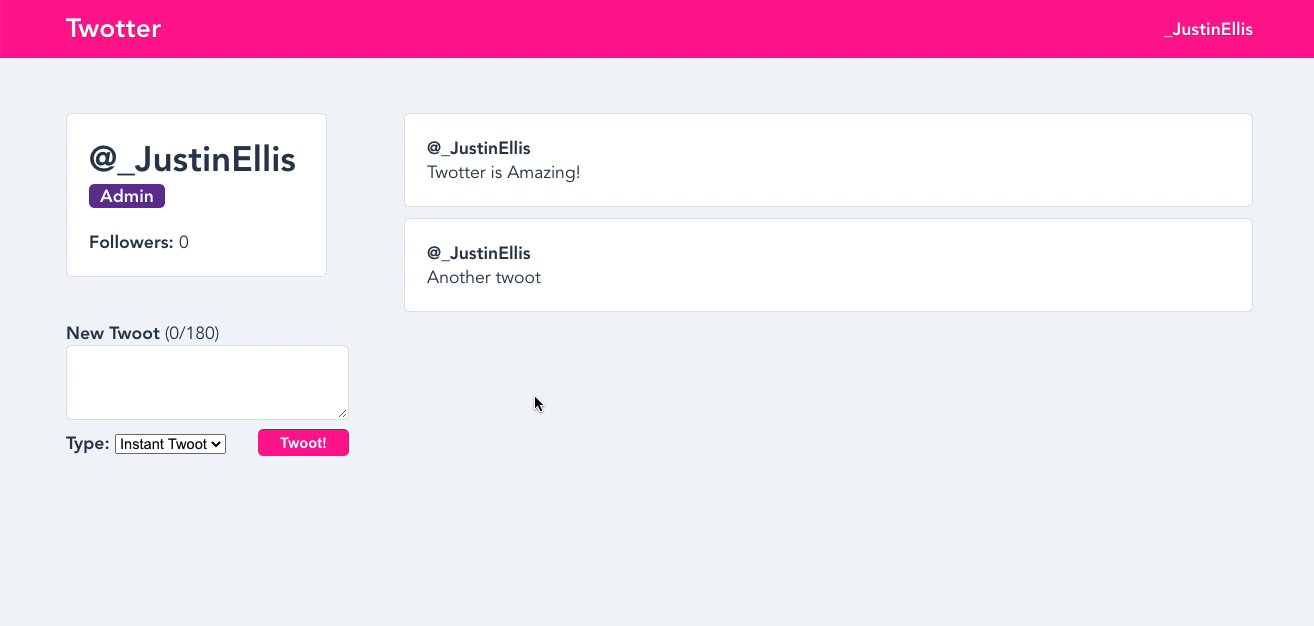 Twotter
_JustinEllis
@_JustinEllis
Admin
Followers: 0
New Twoot (0/180)
Type: Instant Twoot
Twoot!
@_JustinEllis
Twotter is Amazing!
@_JustinEllis
Another twoot